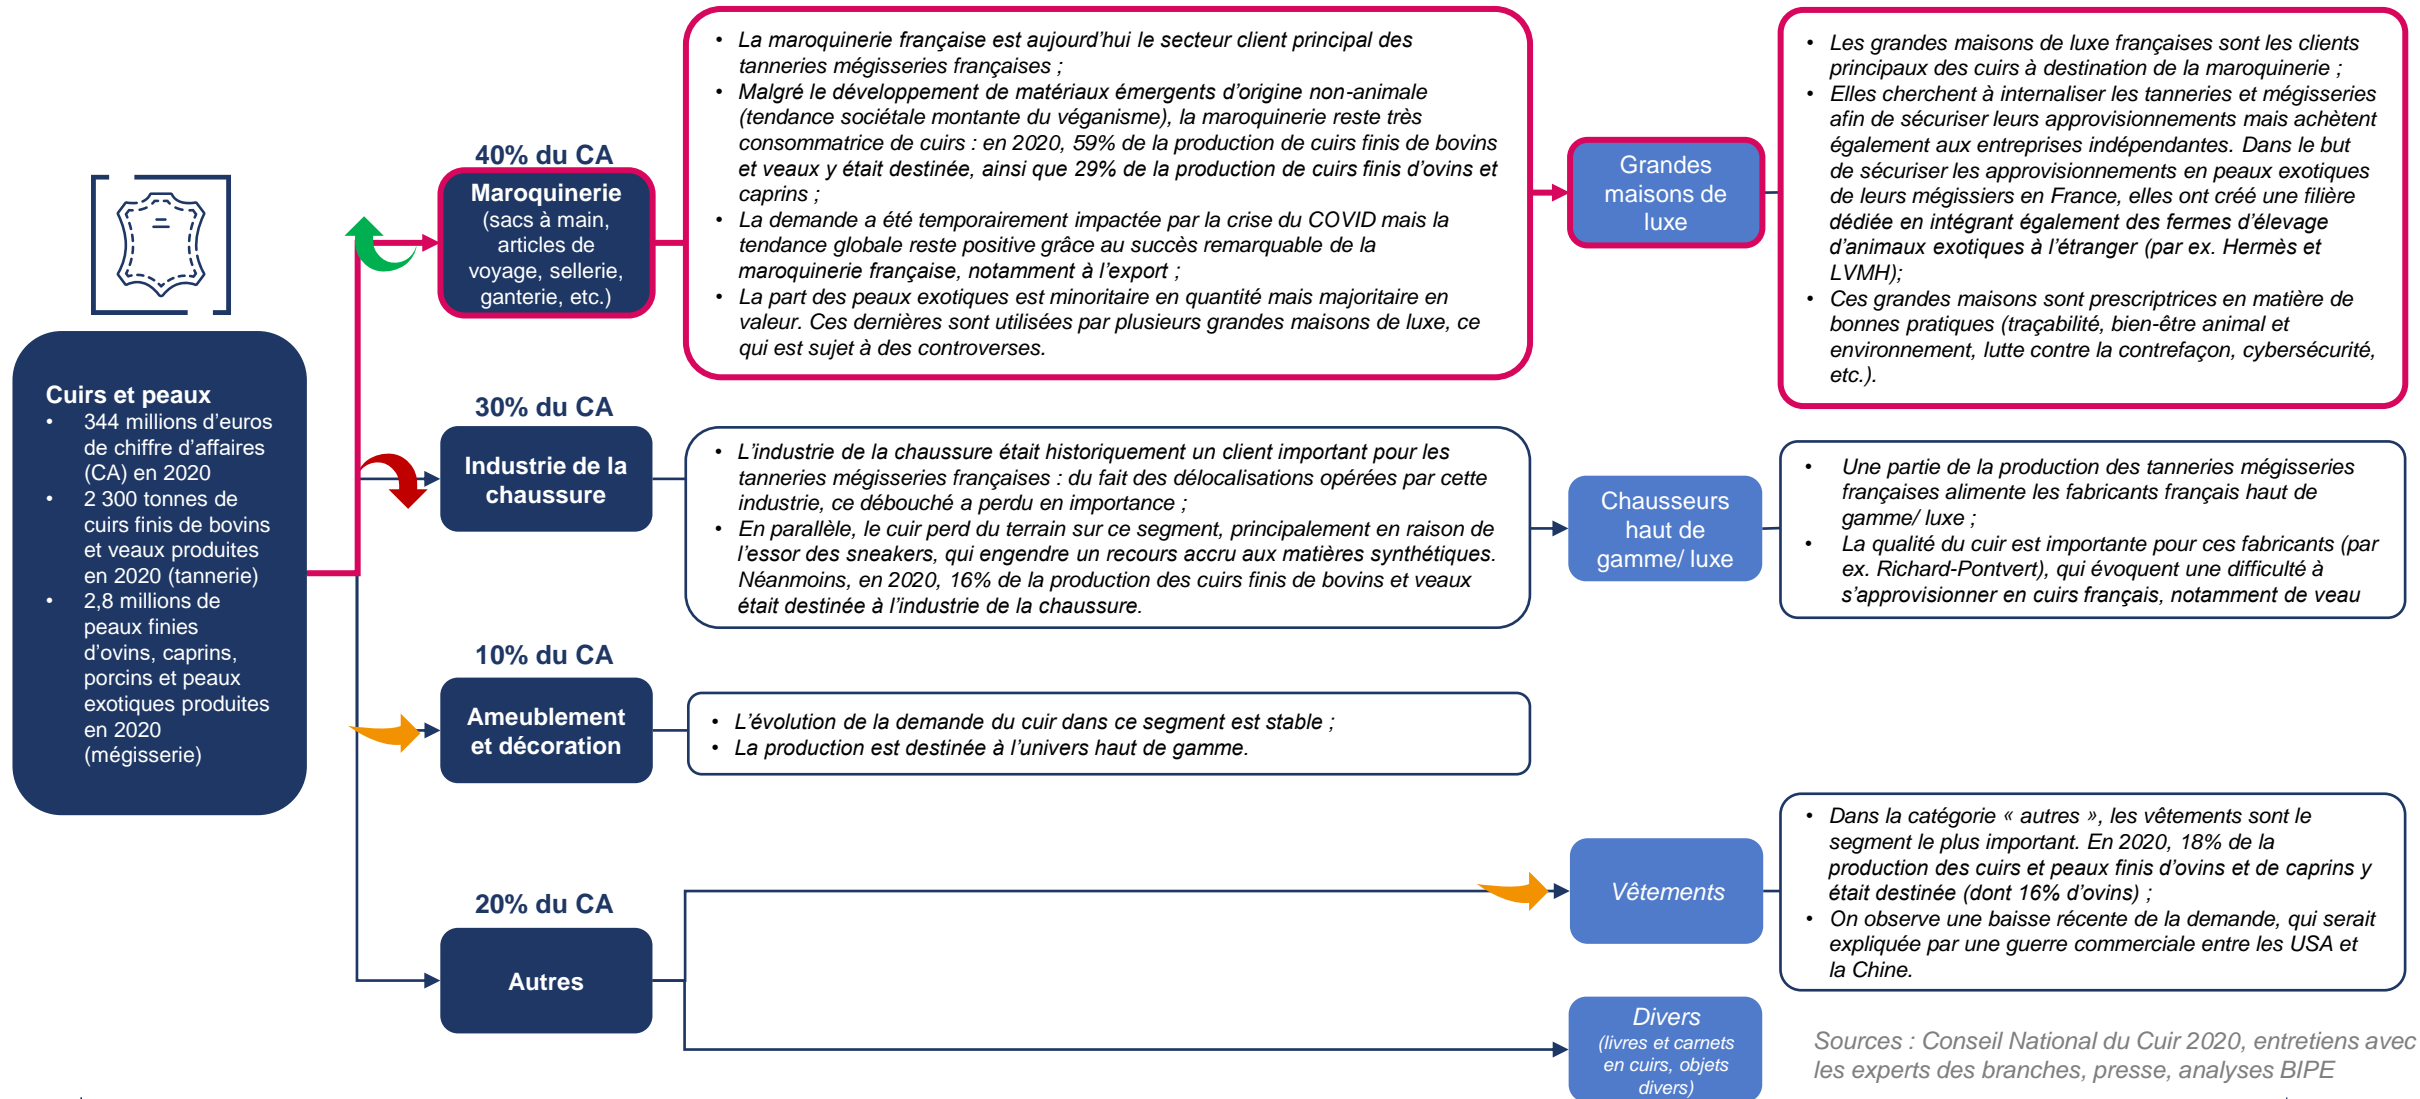 Cuirs et peaux
• 344 millions d’euros
de chiffre d’affaires
(CA) en 2020
• 2 300 tonnes de
cuirs finis de bovins
et veaux produites
en 2020 (tannerie)
• 2,8 millions de
peaux finies
d’ovins, caprins,
porcins et peaux
exotiques produites
en 2020
(mégisserie)
40% du CA
Maroquinerie
(sacs à main,
articles de
voyage, sellerie,
ganterie, etc.)
• La maroquinerie française est aujourd’hui le secteur client principal des
tanneries mégisseries françaises ;
• Malgré le développement de matériaux émergents d’origine non-animale
(tendance sociétale montante du véganisme), la maroquinerie reste très
consommatrice de cuirs : en 2020, 59% de la production de cuirs finis de bovins
et veaux y était destinée, ainsi que 29% de la production de cuirs finis d’ovins et
caprins ;
• La demande a été temporairement impactée par la crise du COVID mais la
tendance globale reste positive grâce au succès remarquable de la
maroquinerie française, notamment à l’export ;
• La part des peaux exotiques est minoritaire en quantité mais majoritaire en
valeur. Ces dernières sont utilisées par plusieurs grandes maisons de luxe, ce
qui est sujet à des controverses.
Grandes
maisons de
luxe
• Les grandes maisons de luxe françaises sont les clients
principaux des cuirs à destination de la maroquinerie ;
• Elles cherchent à internaliser les tanneries et mégisseries
afin de sécuriser leurs approvisionnements mais achètent
également aux entreprises indépendantes. Dans le but
de sécuriser les approvisionnements en peaux exotiques
de leurs mégissiers en France, elles ont créé une filière
dédiée en intégrant également des fermes d’élevage
d’animaux exotiques à l’étranger (par ex. Hermès et
LVMH);
• Ces grandes maisons sont prescriptrices en matière de
bonnes pratiques (traçabilité, bien-être animal et
environnement, lutte contre la contrefaçon, cybersécurité,
etc.).
30% du CA
Industrie de la
chaussure
• L’industrie de la chaussure était historiquement un client important pour les
tanneries mégisseries françaises : du fait des délocalisations opérées par cette
industrie, ce débouché a perdu en importance ;
• En parallèle, le cuir perd du terrain sur ce segment, principalement en raison de
l’essor des sneakers, qui engendre un recours accru aux matières synthétiques.
Néanmoins, en 2020, 16% de la production des cuirs finis de bovins et veaux
était destinée à l’industrie de la chaussure.
Chausseurs
haut de
gamme/ luxe
• Une partie de la production des tanneries mégisseries
françaises alimente les fabricants français haut de
gamme/ luxe ;
• La qualité du cuir est importante pour ces fabricants (par
ex. Richard-Pontvert), qui évoquent une difficulté à
s’approvisionner en cuirs français, notamment de veau
10% du CA
Ameublement
et décoration
• L’évolution de la demande du cuir dans ce segment est stable ;
• La production est destinée à l’univers haut de gamme.
20% du CA
Autres
Vêtements
• Dans la catégorie « autres », les vêtements sont le
segment le plus important. En 2020, 18% de la
production des cuirs et peaux finis d’ovins et de caprins y
était destinée (dont 16% d’ovins) ;
• On observe une baisse récente de la demande, qui serait
expliquée par une guerre commerciale entre les USA et
la Chine.
Divers
(livres et carnets
en cuirs, objets
divers)
Sources : Conseil National du Cuir 2020, entretiens avec
les experts des branches, presse, analyses BIPE